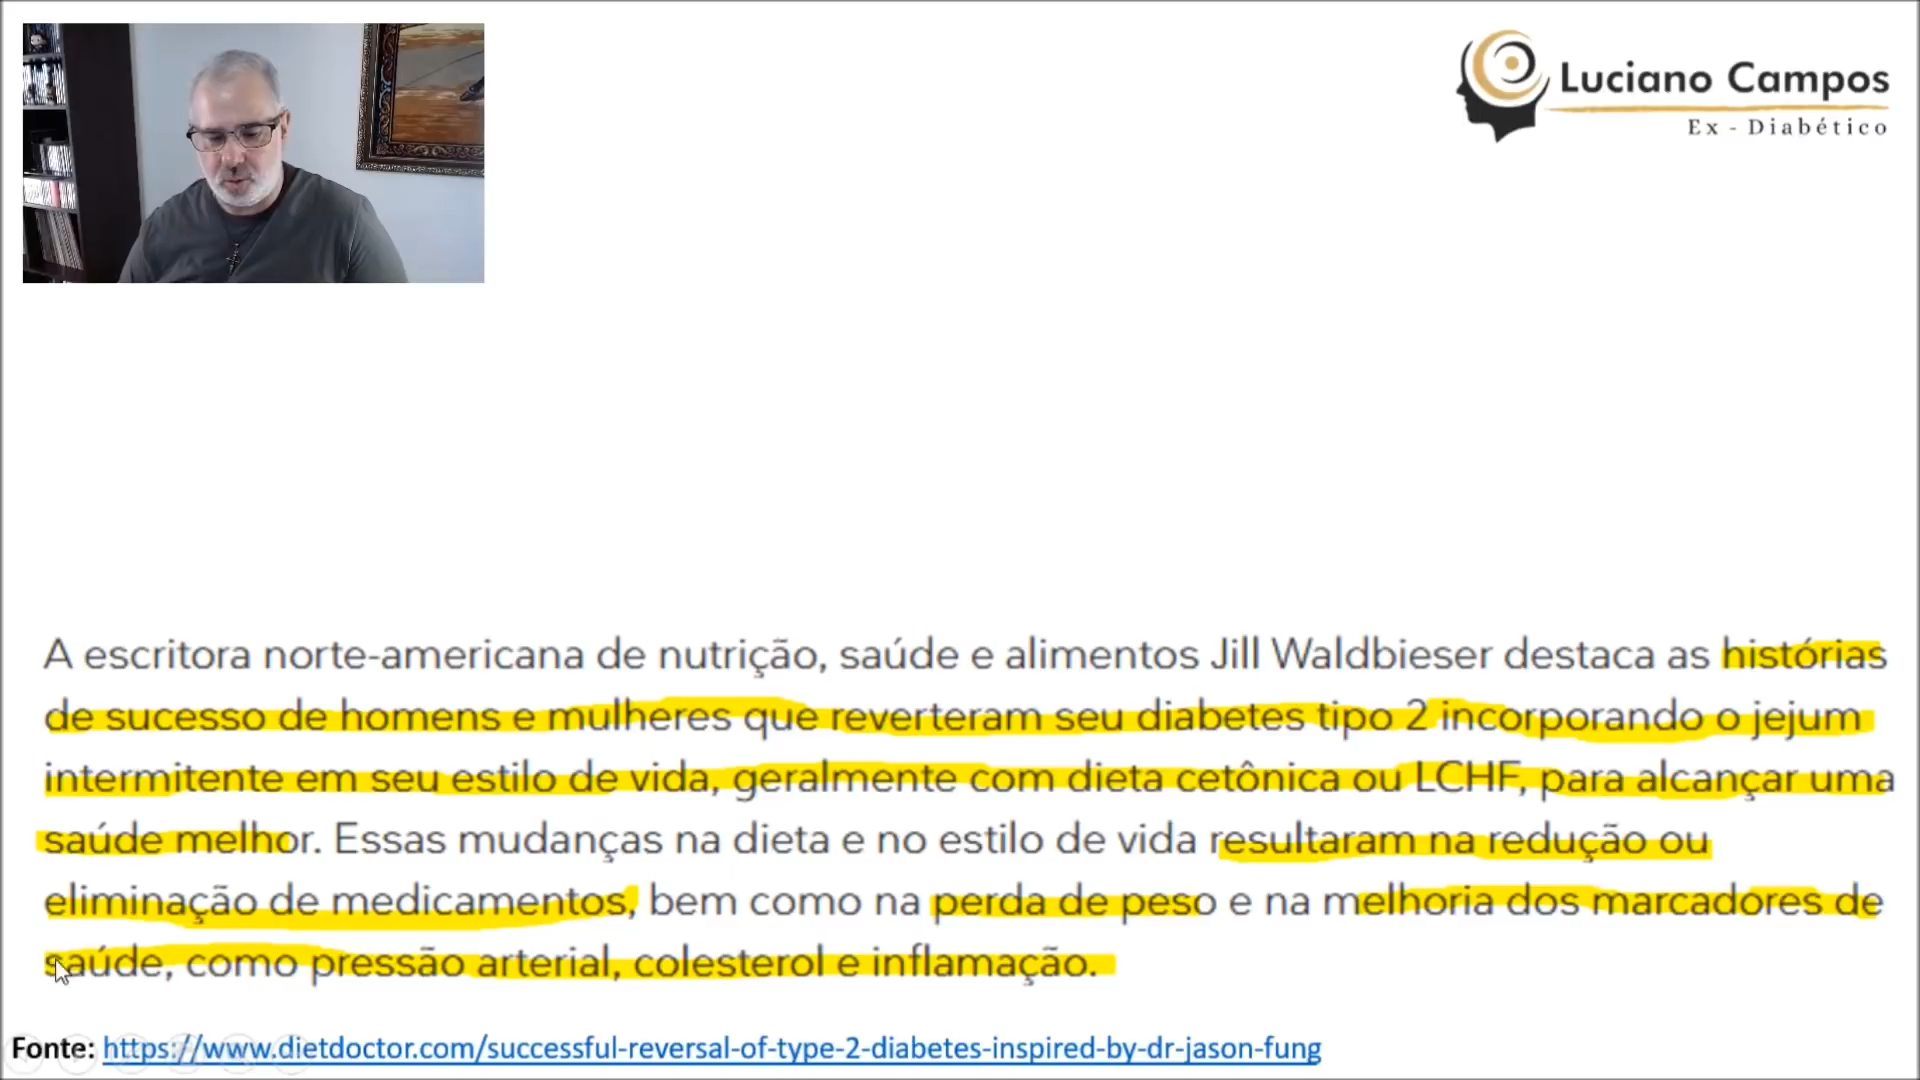 Luciano Campos
Ex - Diabético
A escritora norte-americana de nutrição, saúde e alimentos Jill Waldbieser destaca as histórias
de sucesso de homens e mulheres que reverteram seu diabetes tipo 2 incorporando o jejum
intermitente em seu estilo de vida, geralmente com dieta cetônica ou LCHF, para alcançar uma
saúde melhor. Essas mudanças na dieta e no estilo de vida resultaram na redução ou
eliminação de medicamentos, bem como na perda de peso e na melhoria dos marcadores de
saúde, como pressão arterial, colesterol e inflamação.
Fonte: https://www.dietdoctor.com/successful-reversal-of-type-2-diabetes-inspired-by-dr-jason-fung